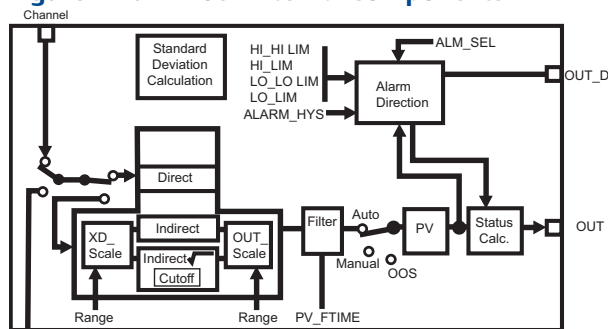 Channel
Standard
Deviation
Calculation
HI_HI LIM
HI_LIM
LO_LO LIM
LO_LIM
ALARM_HYS
ALM_SEL
Alarm
Direction
OUT_D
Direct
XD_
Scale
Indirect
Indirect
Cutoff
OUT_
Scale
Filter
Auto
Manual
OOS
PV
Status
Calc.
OUT
Range
Range
PV_FTIME